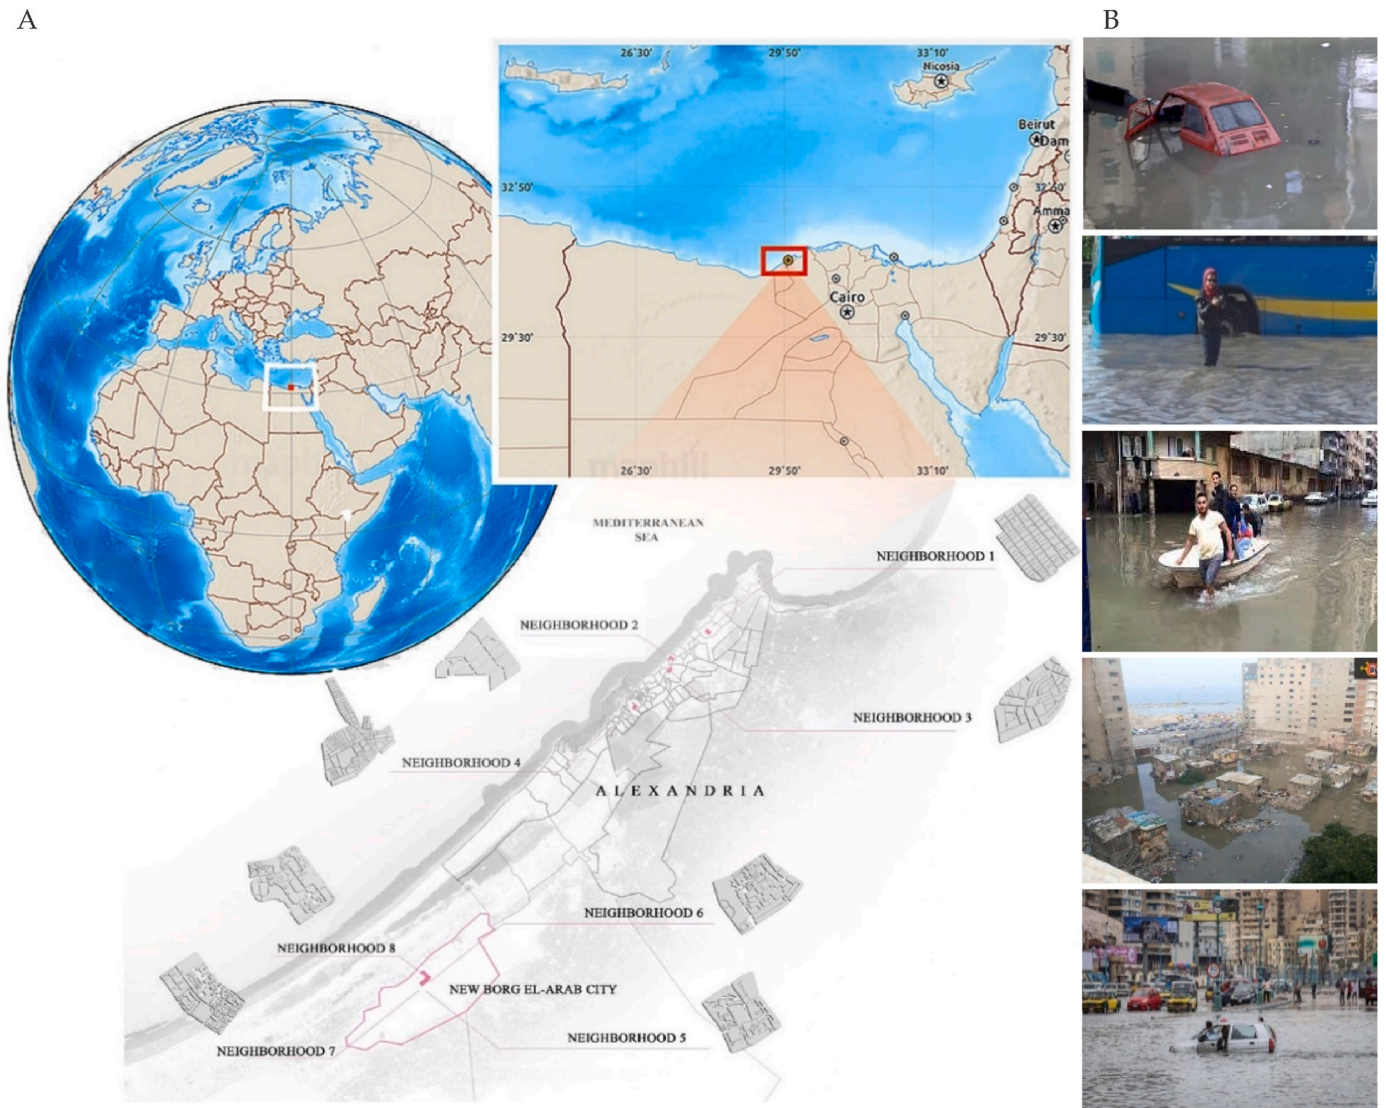 A
B
26°30'
29°50'
33°10'
Nicosia
Beirut
Dam
32°50'
32°50'
Amma
Cairo
29°30'
29°30'
maphill
26°30'
29°50'
33°10'
MEDITERRANEAN
SEA
NEIGHBORHOOD 1
NEIGHBORHOOD 2
NEIGHBORHOOD 3
NEIGHBORHOOD 4
ALEXANDRIA
NEIGHBORHOOD 6
NEIGHBORHOOD 8
NEW BORG EL-ARAB CITY
NEIGHBORHOOD 5
NEIGHBORHOOD 7